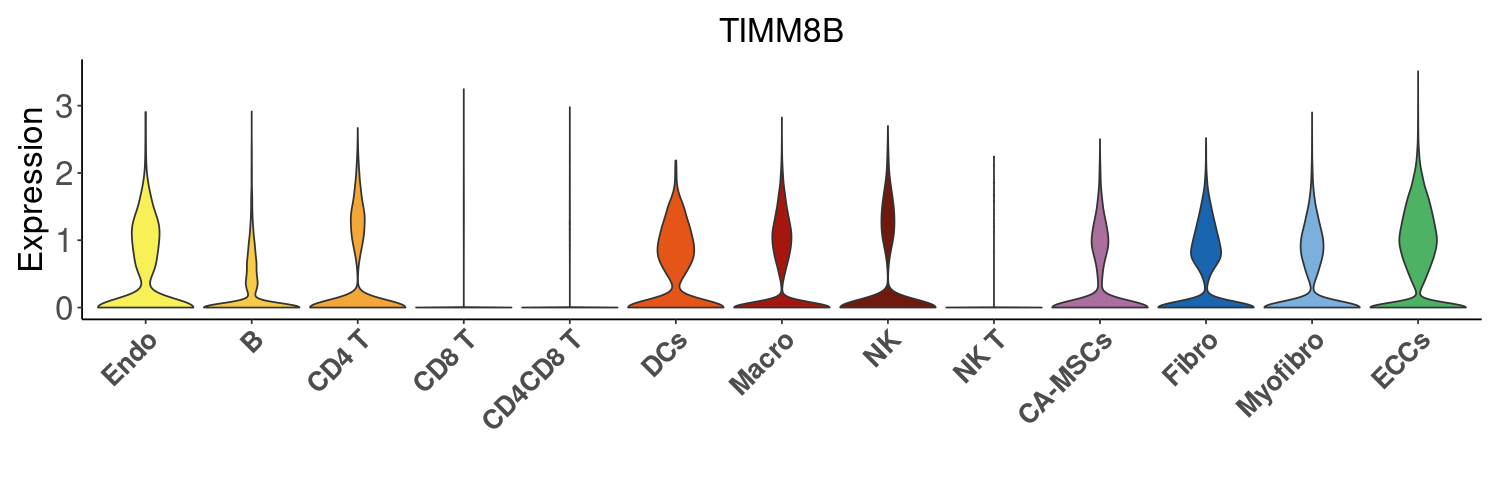 TIMM8B
Expression
3
2
1
0
Endo
B
CD4 T
CD8 T
CD4CD8 T
DCs
Macro
NK
NK T
CA-MSCs
Fibro
Myofibro
ECCs